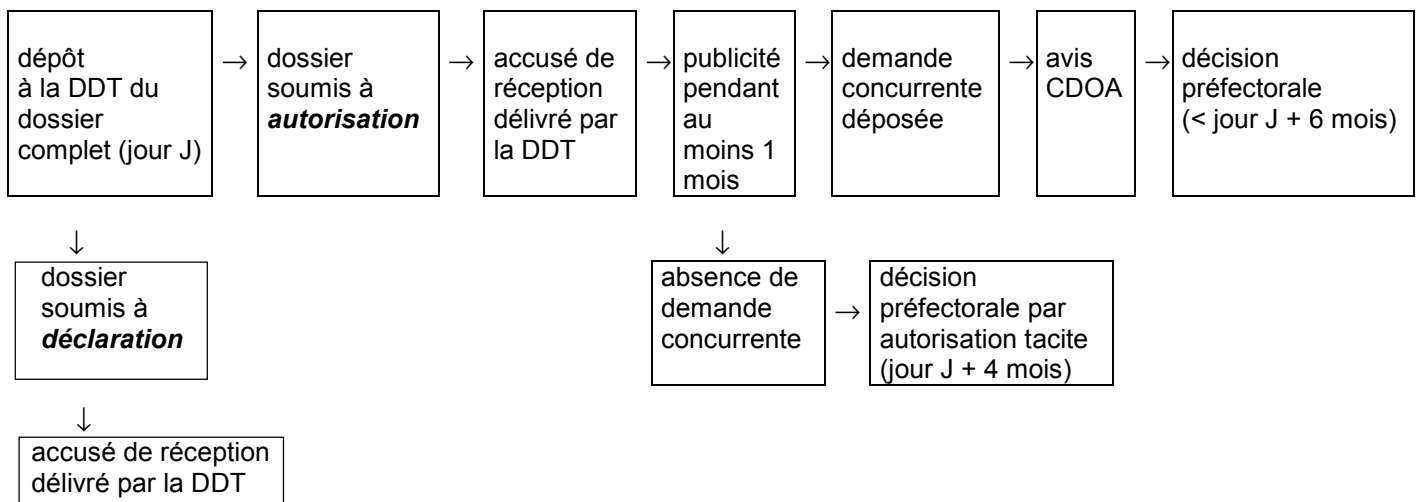 dépôt
à la DDT du
dossier
complet (jour J)
→
dossier
soumis à
autorisation
→
accusé de
réception
délivré par
la DDT
→
publicité
pendant
au
moins 1
mois
→
demande
concurrente
déposée
→
avis
CDOA
→
décision
préfectorale
(< jour J + 6 mois)
↓
dossier
soumis à
déclaration
↓
accusé de réception
délivré par la DDT
↓
absence de
demande
concurrente
→
décision
préfectorale par
autorisation tacite
(jour J + 4 mois)